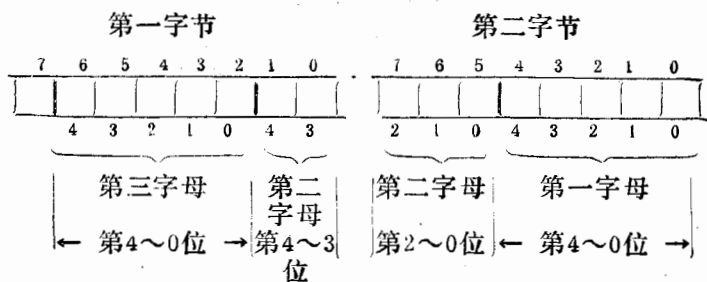 第一字节 第二字节
7 6 5 4 3 2 1 0 7 6 5 4 3 2 1 0
4 3 2 1 0 4 3 2 1 0 4 3 2 1 0
第三字母 第二字母 第二字母 第一字母
←第4~0位→ 第4~3位 第2~0位 ←第4~0位→